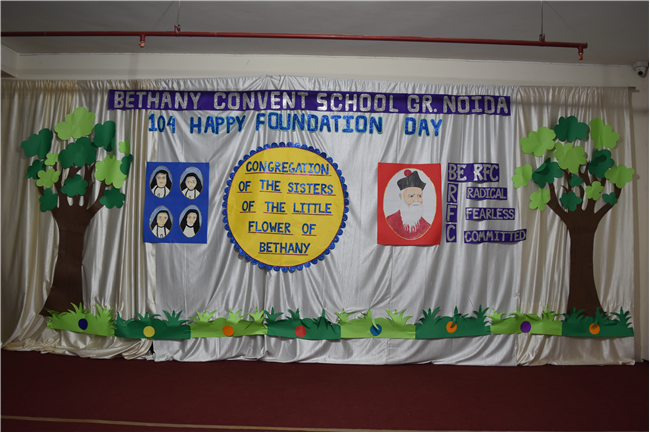 BETHANY CONVENT SCHOOL GR. NOIDA
104 HAPPY FOUNDATION DAY
CONGREGATION
OF THE SISTERS
OF THE LITTLE
FLOWER OF
BETHANY
BE RFC
R RADICAL
F FEARLESS
C COMMITTED